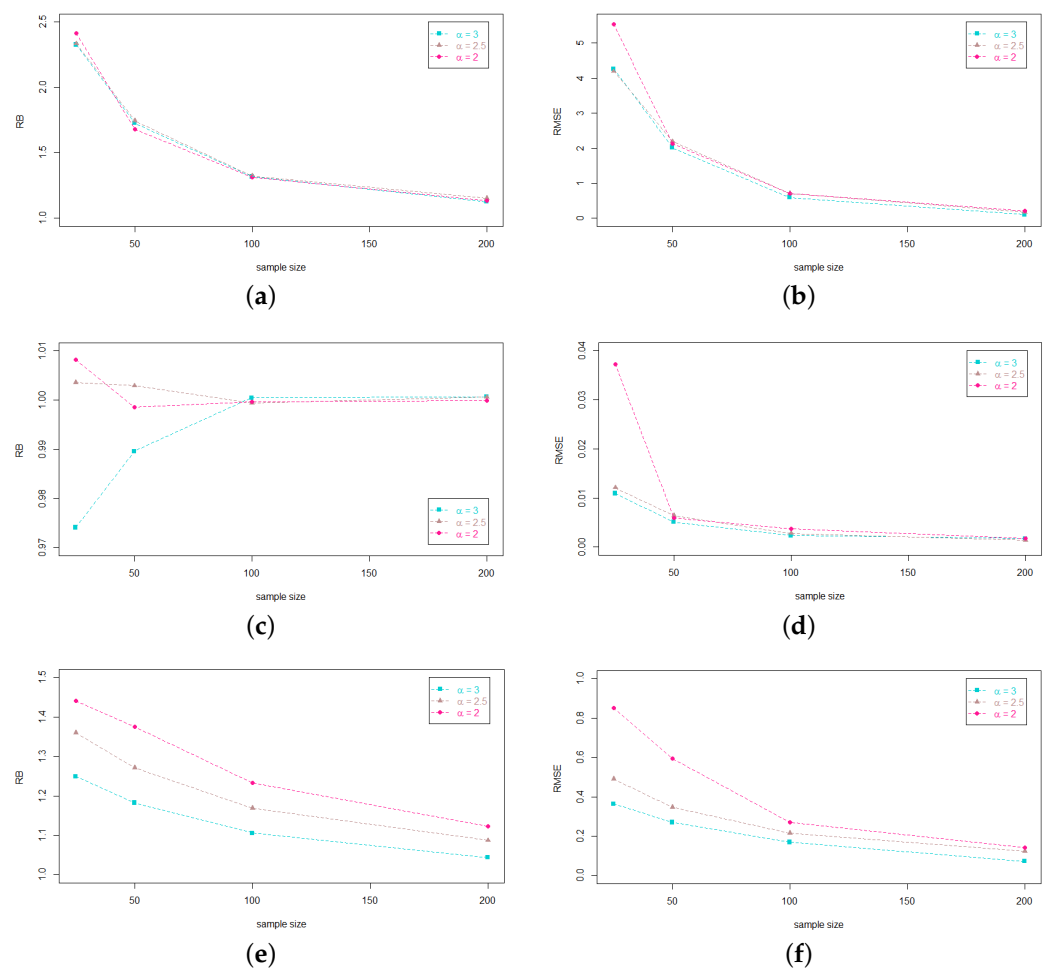 RB
2.5
2.0
1.5
1.0
α = 3
α = 2.5
α = 2
50
100
150
200
sample size
(a)
RMSE
5
4
3
2
1
0
α = 3
α = 2.5
α = 2
50
100
150
200
sample size
(b)
RB
1.01
1.00
0.99
0.98
0.97
α = 3
α = 2.5
α = 2
50
100
150
200
sample size
(c)
RMSE
0.04
0.03
0.02
0.01
0.00
α = 3
α = 2.5
α = 2
50
100
150
200
sample size
(d)
RB
1.5
1.4
1.3
1.2
1.1
1.0
α = 3
α = 2.5
α = 2
50
100
150
200
sample size
(e)
RMSE
1.0
0.8
0.6
0.4
0.2
0.0
α = 3
α = 2.5
α = 2
50
100
150
200
sample size
(f)